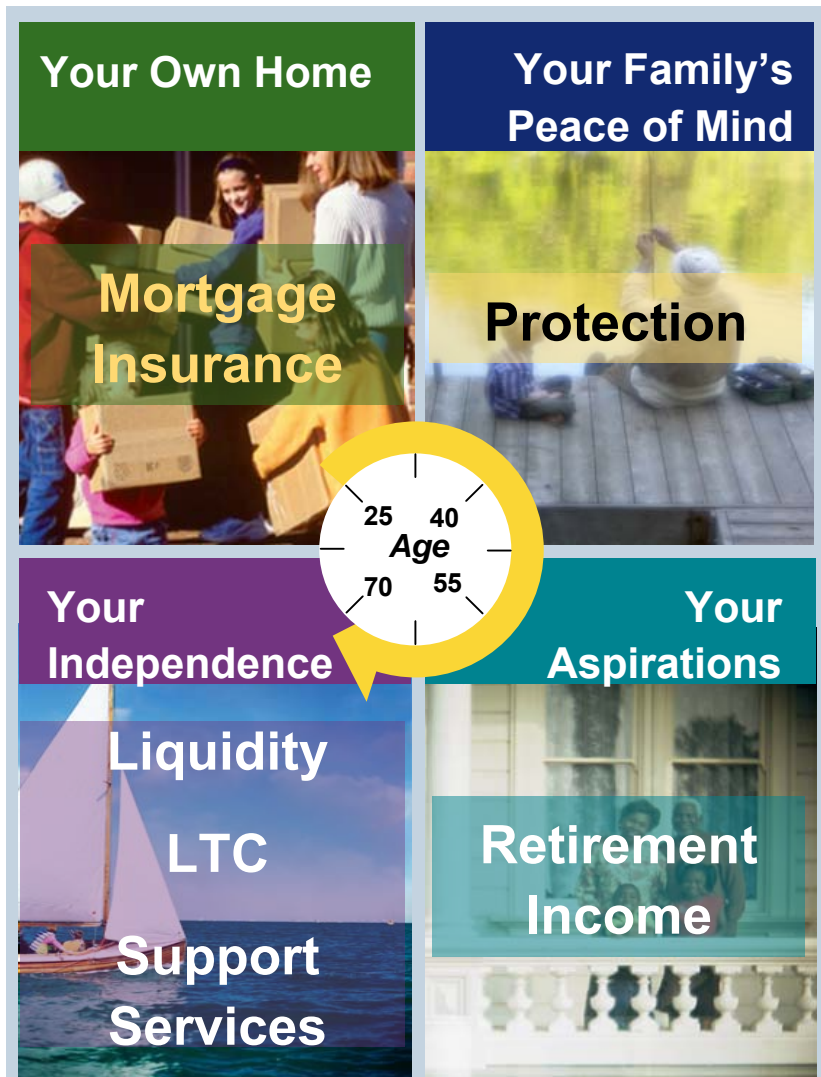 Your Own Home
Your Family’s
Peace of Mind
Mortgage
Insurance
Protection
25 40
Age
70 55
Your
Independence
Your
Aspirations
Liquidity
LTC
Support
Services
Retirement
Income